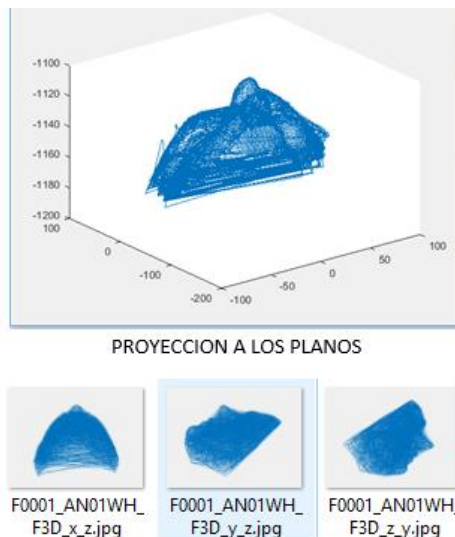 -1100
-1120
-1140
-1160
-1180
-1200
100
0
-100
-200
-100
-50
0
50
100
PROYECCION A LOS PLANOS
F0001_AN01WH_
F3D_x_z.jpg
F0001_AN01WH_
F3D_y_z.jpg
F0001_AN01WH_
F3D_z_y.jpg